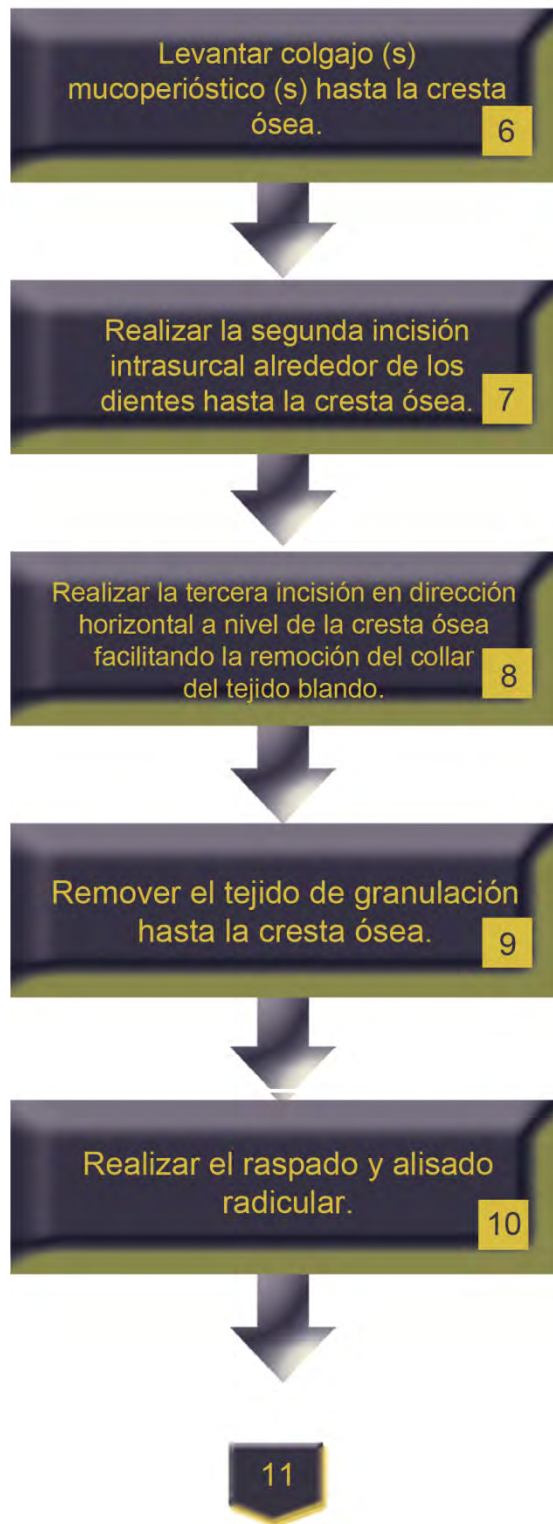 Levantar colgajo (s)
mucoperióstico (s) hasta la cresta
ósea.
6
Realizar la segunda incisión
intrasurcal alrededor de los
dientes hasta la cresta ósea.
7
Realizar la tercera incisión en dirección
horizontal a nivel de la cresta ósea
facilitando la remoción del collar
del tejido blando.
8
Remover el tejido de granulación
hasta la cresta ósea.
9
Realizar el raspado y alisado
radicular.
10
11